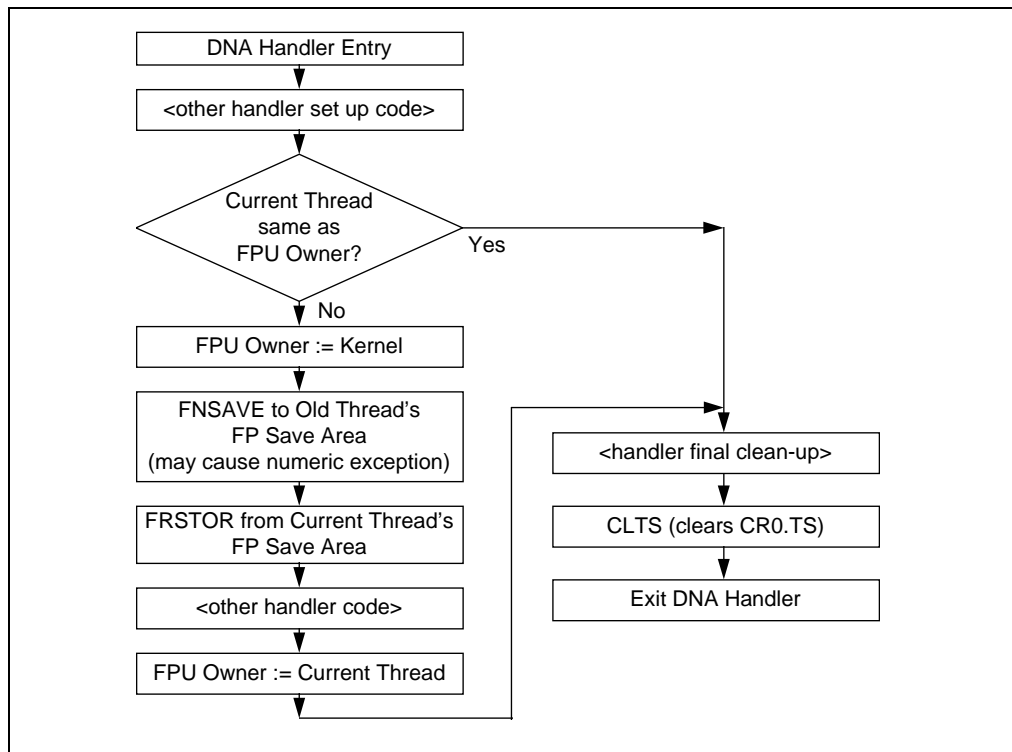 DNA Handler Entry
<other handler set up code>
Current Thread
same as
FPU Owner?
Yes
No
FPU Owner := Kernel
FNSAVE to Old Thread’s
FP Save Area
(may cause numeric exception)
FRSTOR from Current Thread’s
FP Save Area
<other handler code>
FPU Owner := Current Thread
<handler final clean-up>
CLTS (clears CR0.TS)
Exit DNA Handler